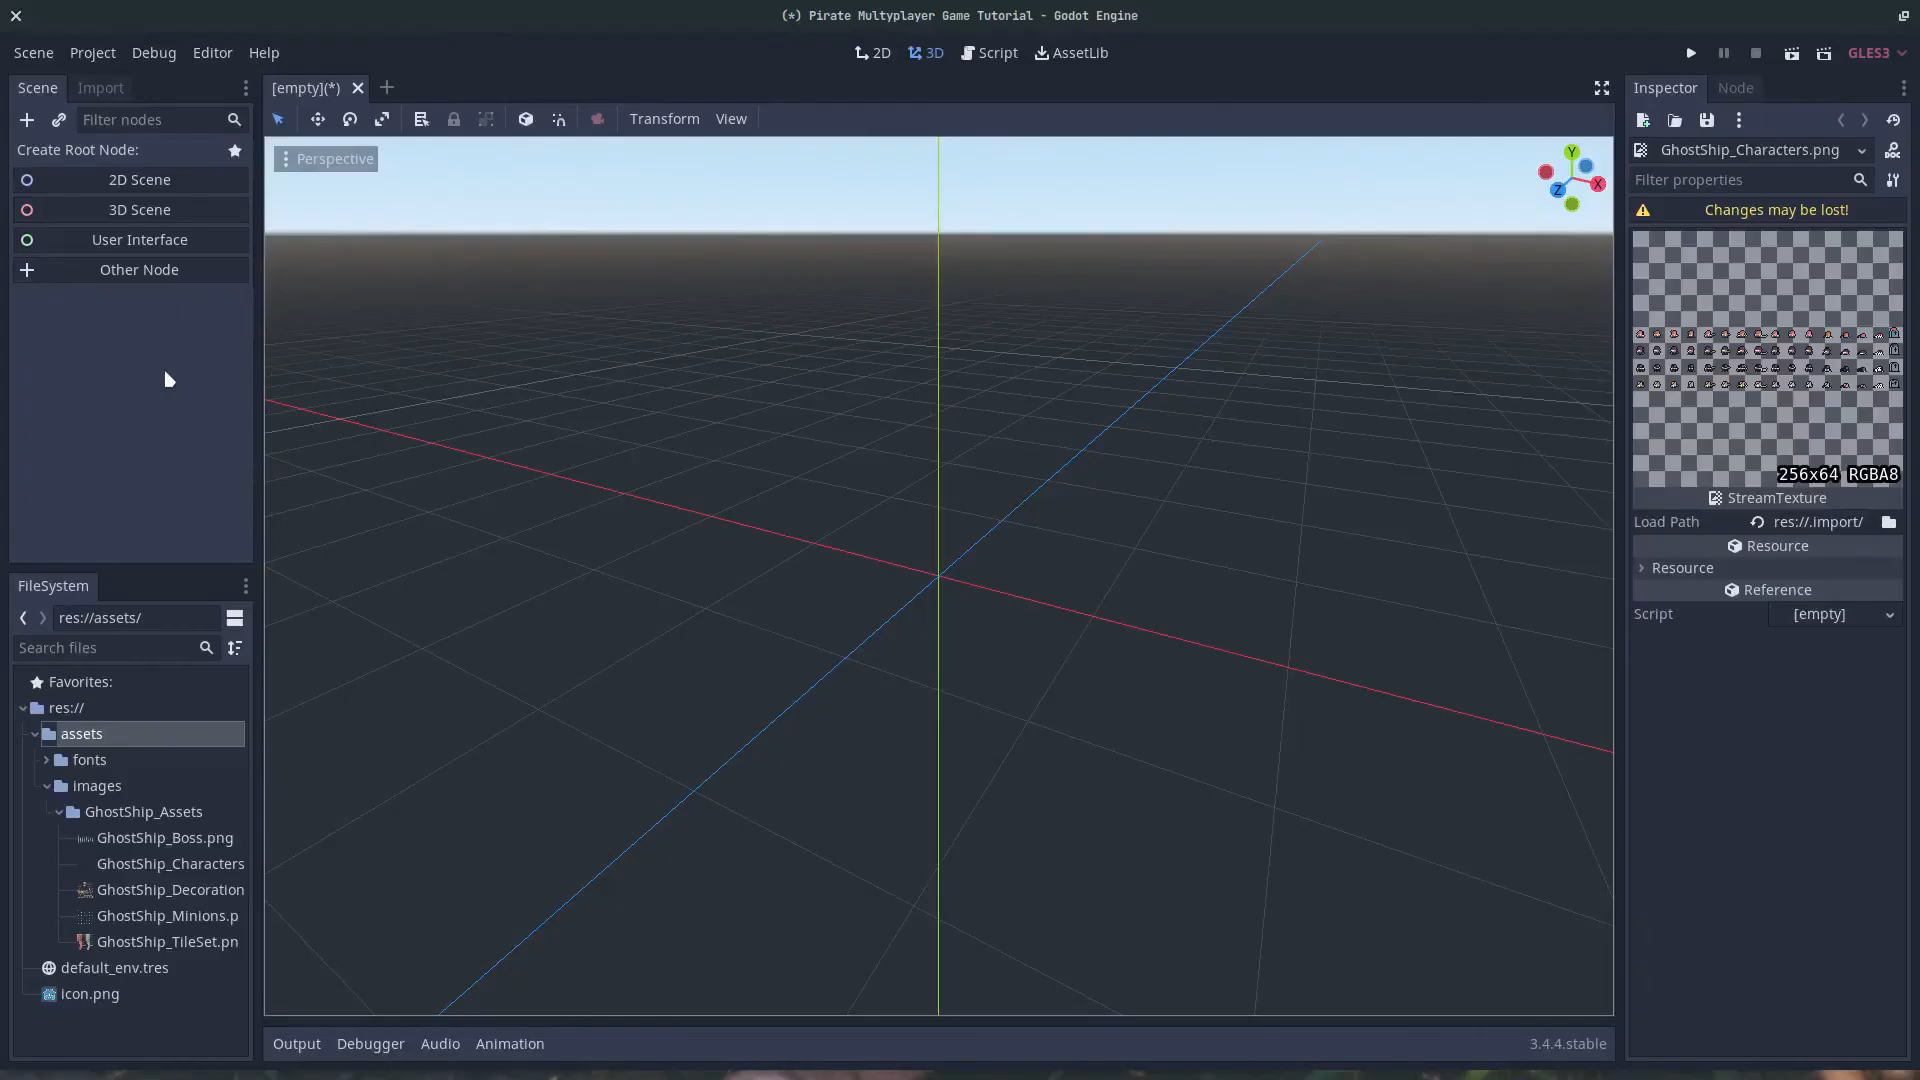 (*) Pirate Multyplayer Game Tutorial - Godot Engine
Scene Project Debug Editor Help
2D 3D Script AssetLib
GLES3
Scene Import
Filter nodes
Create Root Node:
2D Scene
3D Scene
User Interface
Other Node
FileSystem
res://assets/
Search files
Favorites:
res://
assets
fonts
images
GhostShip_Assets
GhostShip_Boss.png
GhostShip_Characters
GhostShip_Decoration
GhostShip_Minions.p
GhostShip_TileSet.pn
default_env.tres
icon.png
[empty](*)
Transform View
Perspective
Y
X
Z
Output Debugger Audio Animation
3.4.4.stable
Inspector Node
GhostShip_Characters.png
Filter properties
Changes may be lost!
256x64 RGBA8
StreamTexture
Load Path res://.import/
Resource
Resource
Reference
Script [empty]